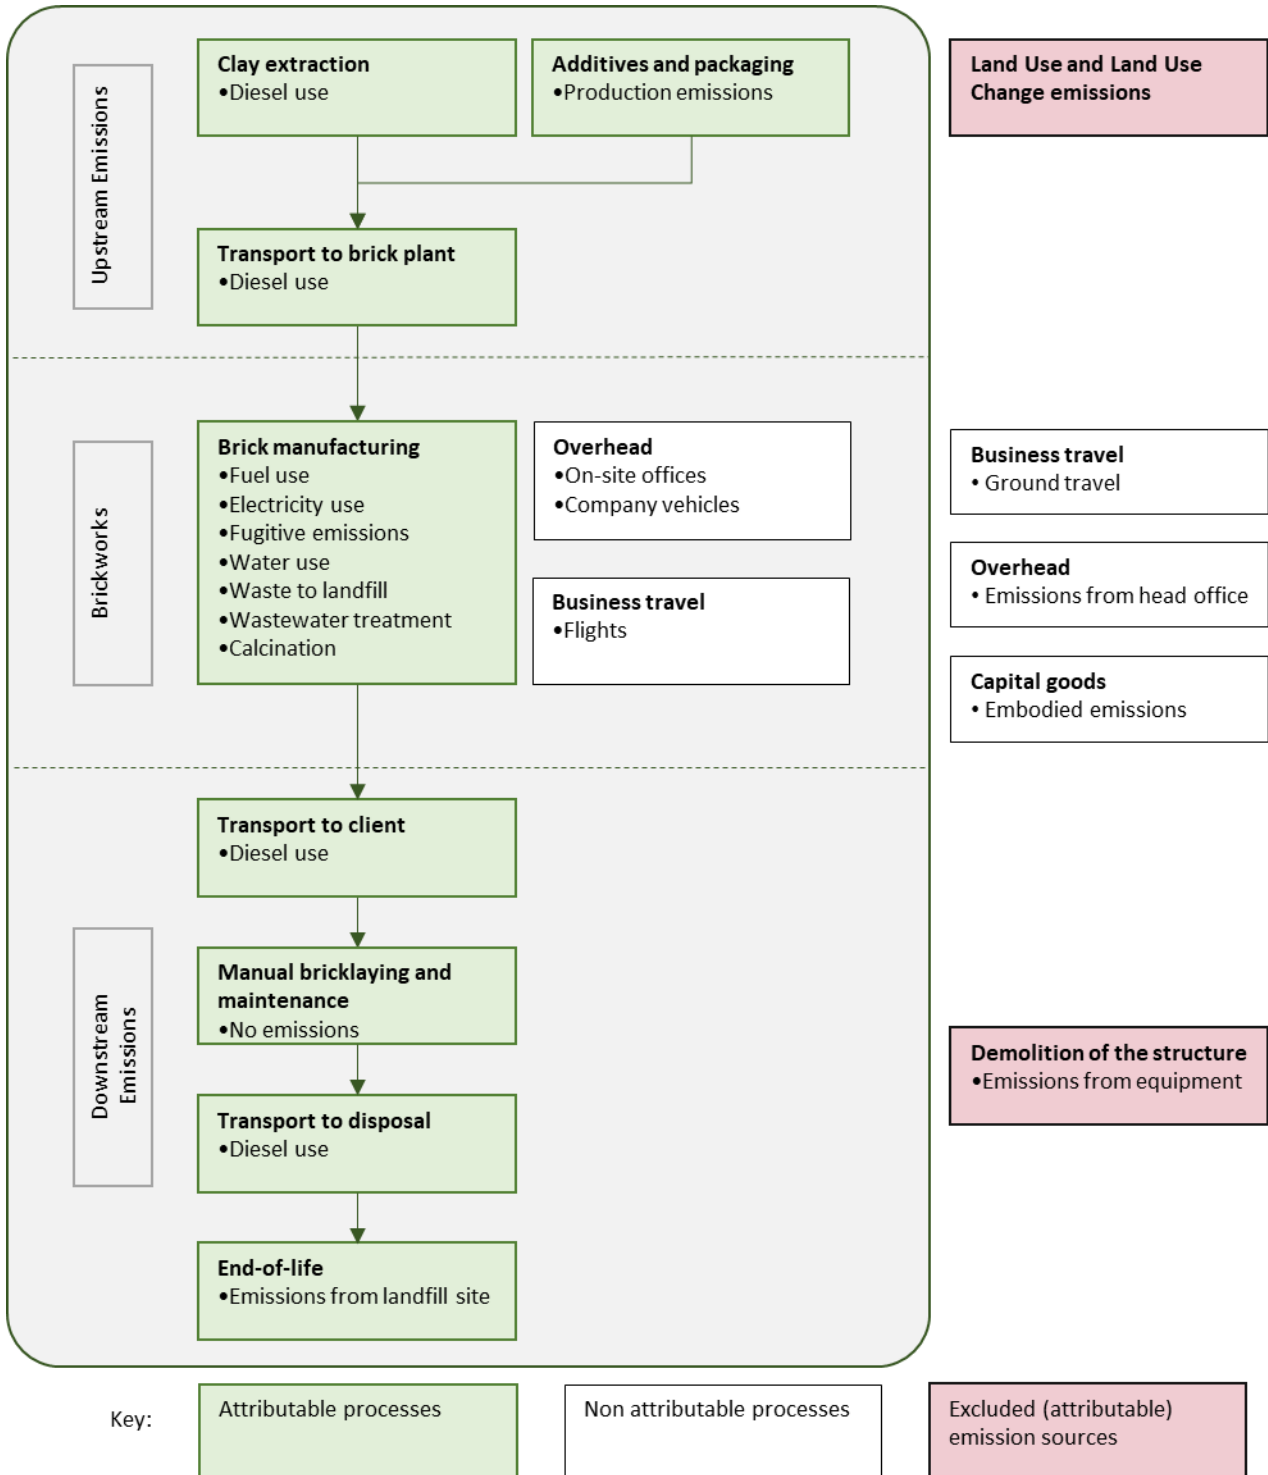 Upstream Emissions
Clay extraction
•Diesel use
Additives and packaging
•Production emissions
Land Use and Land Use
Change emissions
Transport to brick plant
•Diesel use
Brickworks
Brick manufacturing
•Fuel use
•Electricity use
•Fugitive emissions
•Water use
•Waste to landfill
•Wastewater treatment
•Calcination
Overhead
•On-site offices
•Company vehicles
Business travel
•Flights
Business travel
• Ground travel
Overhead
• Emissions from head office
Capital goods
• Embodied emissions
Downstream
Emissions
Transport to client
•Diesel use
Manual bricklaying and
maintenance
•No emissions
Demolition of the structure
•Emissions from equipment
Transport to disposal
•Diesel use
End-of-life
•Emissions from landfill site
Key:
Attributable processes
Non attributable processes
Excluded (attributable)
emission sources